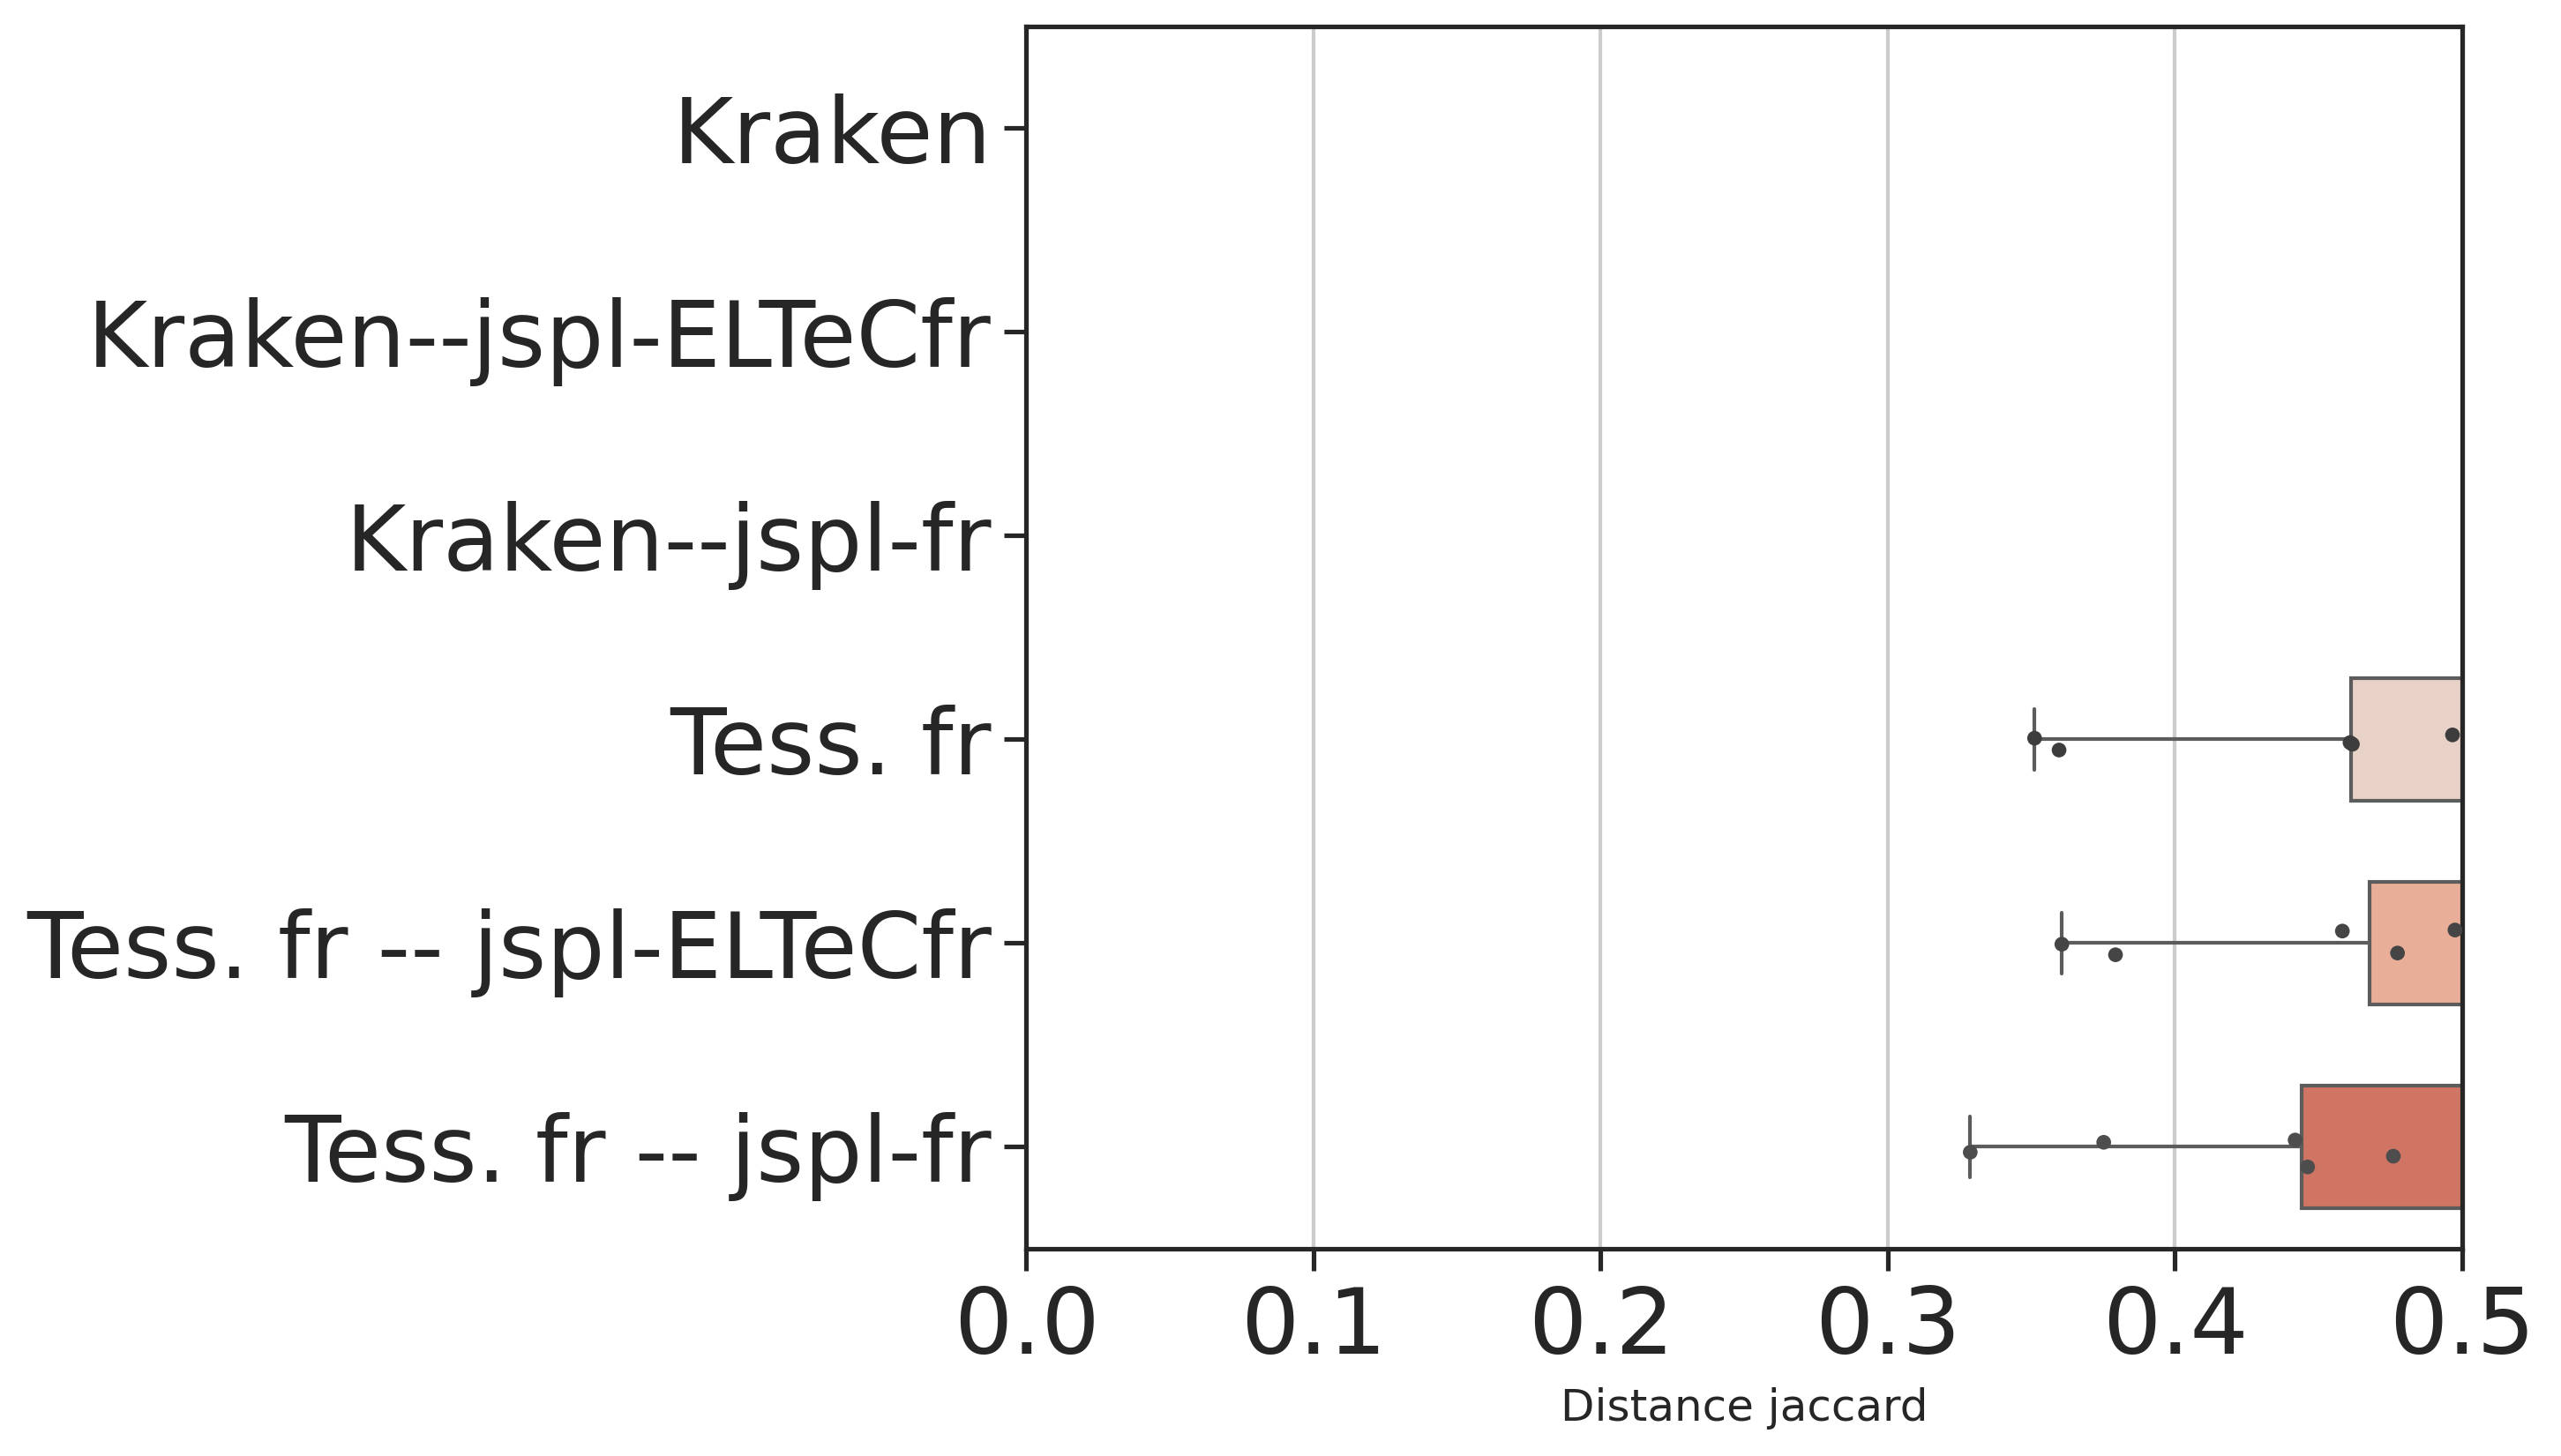 Kraken
Kraken--jspl-ELTeCfr
Kraken--jspl-fr
Tess. fr
Tess. fr -- jspl-ELTeCfr
Tess. fr -- jspl-fr
0.0 0.1 0.2 0.3 0.4 0.5
Distance jaccard